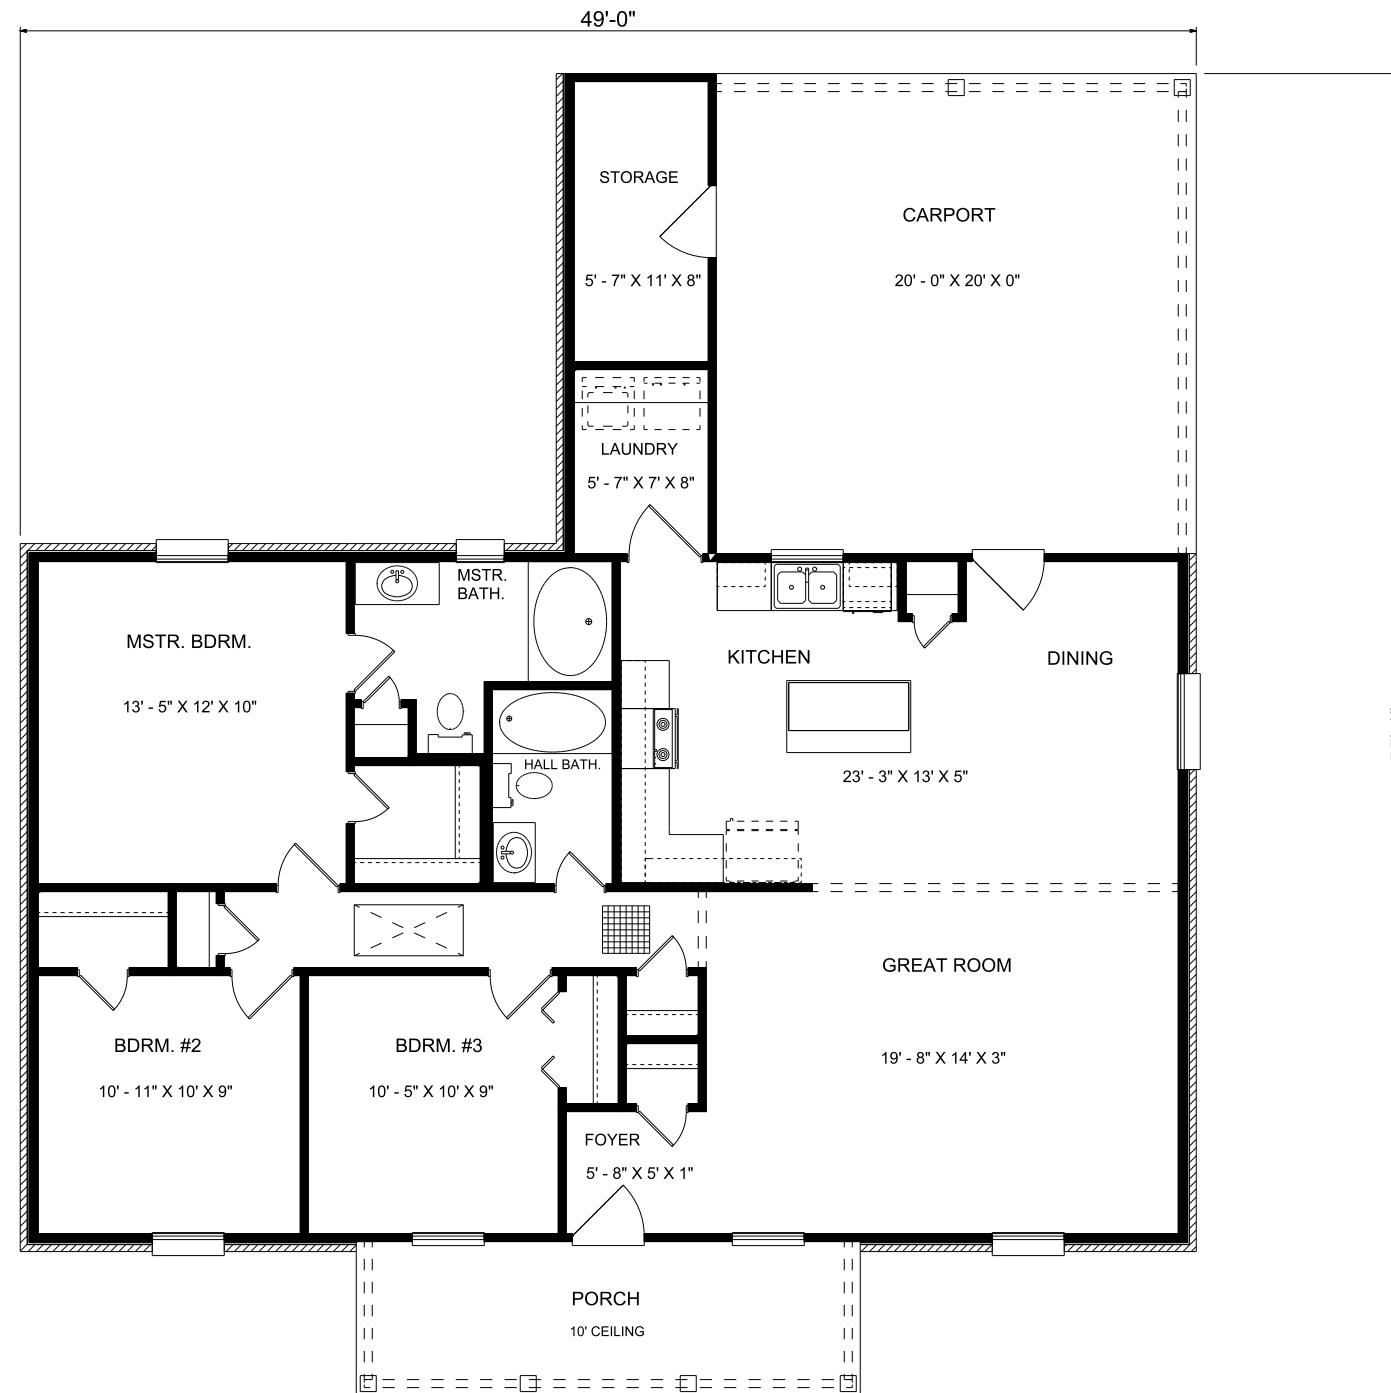 49'-0"
STORAGE
5' - 7" X 11' X 8"
CARPORT
20' - 0" X 20' X 0"
LAUNDRY
5' - 7" X 7' X 8"
MSTR.
BATH.
MSTR. BDRM.
13' - 5" X 12' X 10"
KITCHEN
DINING
HALL BATH.
23' - 3" X 13' X 5"
GREAT ROOM
19' - 8" X 14' X 3"
BDRM. #2
10' - 11" X 10' X 9"
BDRM. #3
10' - 5" X 10' X 9"
FOYER
5' - 8" X 5' X 1"
PORCH
10' CEILING